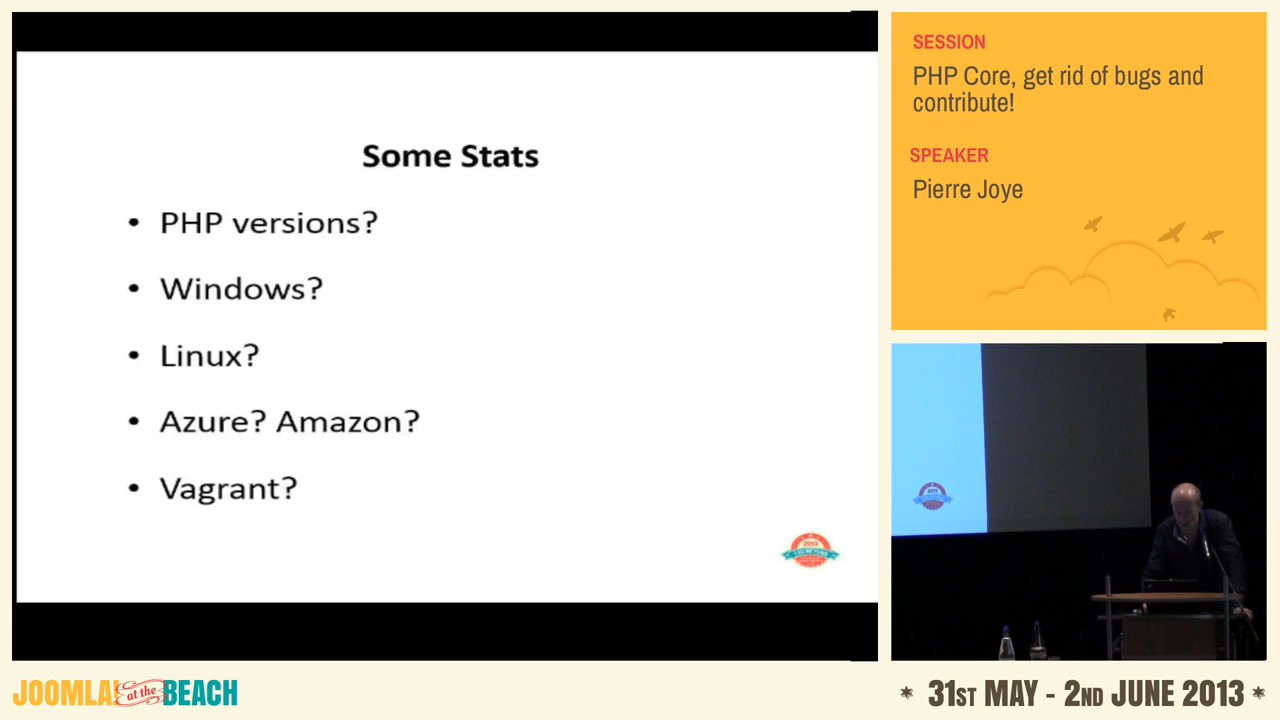 Some Stats
• PHP versions?
• Windows?
• Linux?
• Azure? Amazon?
• Vagrant?
2013
SESSION
PHP Core, get rid of bugs and
contribute!
SPEAKER
Pierre Joye
JOOMLA! at the BEACH
* 31ST MAY - 2ND JUNE 2013 *